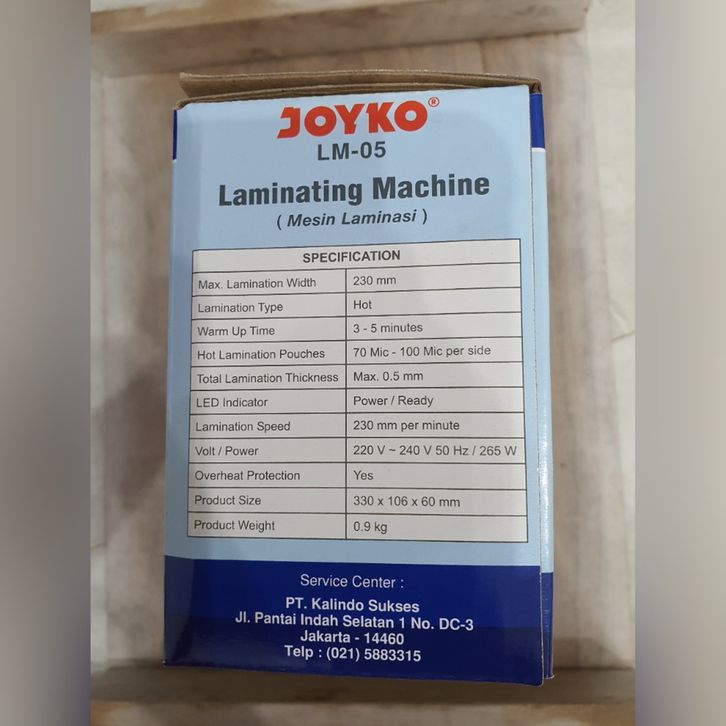 JOYKO®
LM-05
Laminating Machine
( Mesin Laminasi )
SPECIFICATION
Max. Lamination Width 230 mm
Lamination Type Hot
Warm Up Time 3 - 5 minutes
Hot Lamination Pouches 70 Mic - 100 Mic per side
Total Lamination Thickness Max. 0.5 mm
LED Indicator Power / Ready
Lamination Speed 230 mm per minute
Volt / Power 220 V ~ 240 V 50 Hz / 265 W
Overheat Protection Yes
Product Size 330 x 106 x 60 mm
Product Weight 0.9 kg
Service Center :
PT. Kalindo Sukses
Jl. Pantai Indah Selatan 1 No. DC-3
Jakarta - 14460
Telp : (021) 5883315